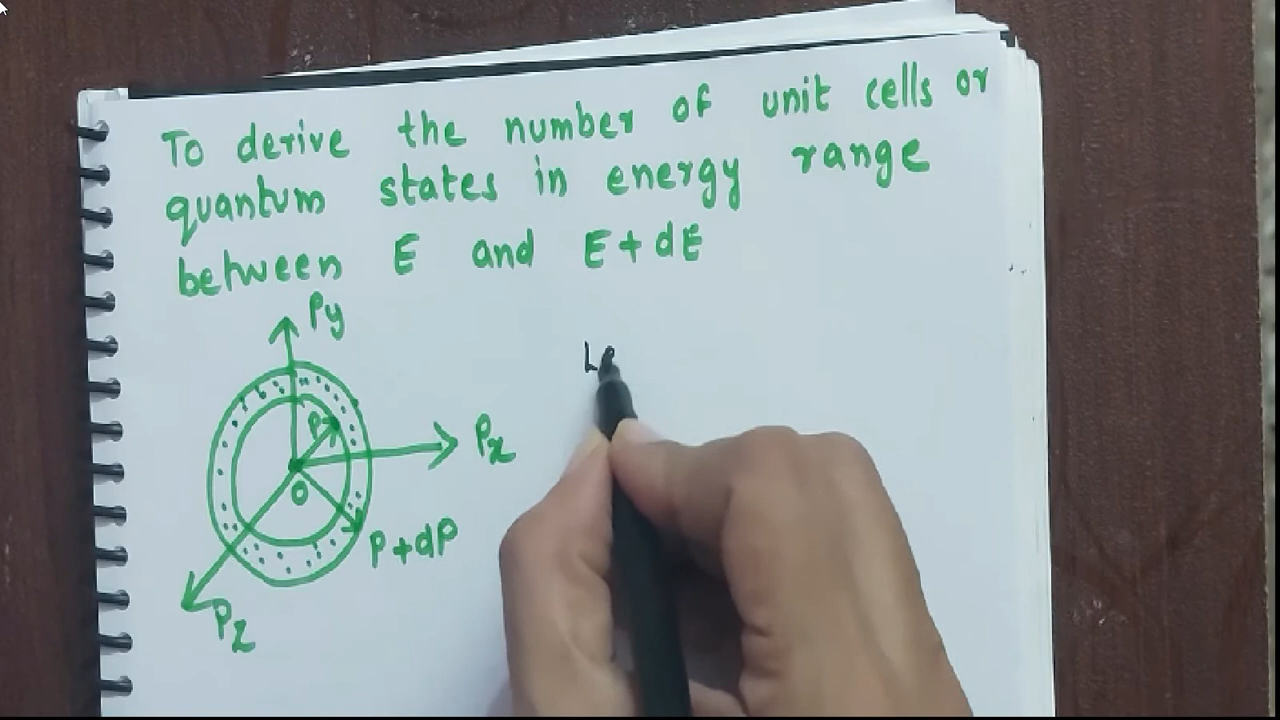 To derive the number of unit cells or
quantum states in energy range
between E and E + dE
Py
P
Px
O
P + dP
Pz
Le